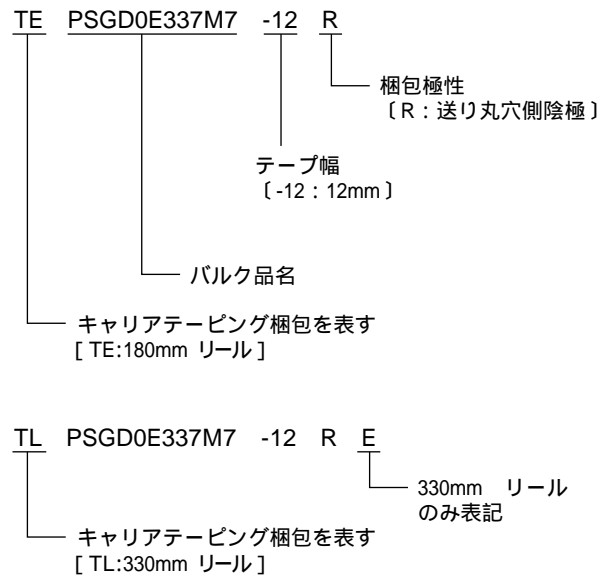 TE PSGD0E337M7 -12 R
梱包極性
〔R：送り丸穴側陰極〕
テープ幅
〔-12：12mm〕
バルク品名
キャリアテーピング梱包を表す
[ TE:180mm リール ]
TL PSGD0E337M7 -12 R E
330mm リール
のみ表記
キャリアテーピング梱包を表す
[ TL:330mm リール ]